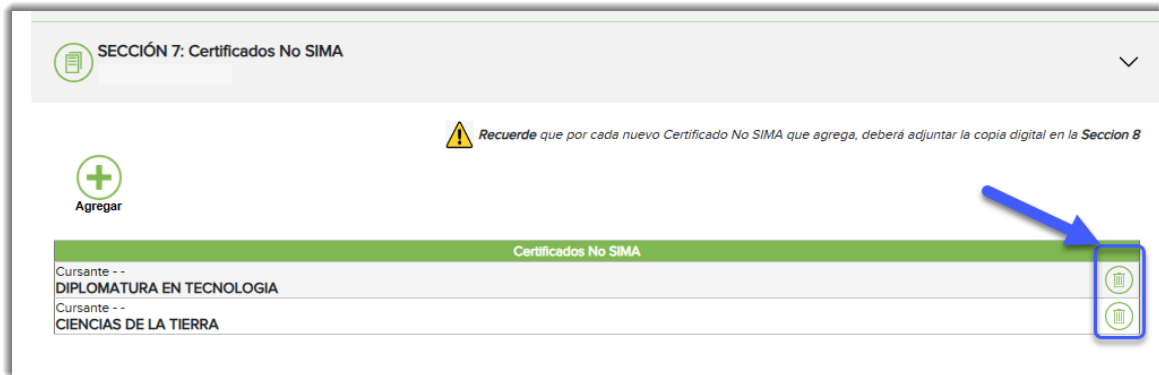 SECCIÓN 7: Certificados No SIMA
Recuerde que por cada nuevo Certificado No SIMA que agrega, deberá adjuntar la copia digital en la Seccion 8
Agregar
Certificados No SIMA
Cursante - -
DIPLOMATURA EN TECNOLOGIA
Cursante - -
CIENCIAS DE LA TIERRA